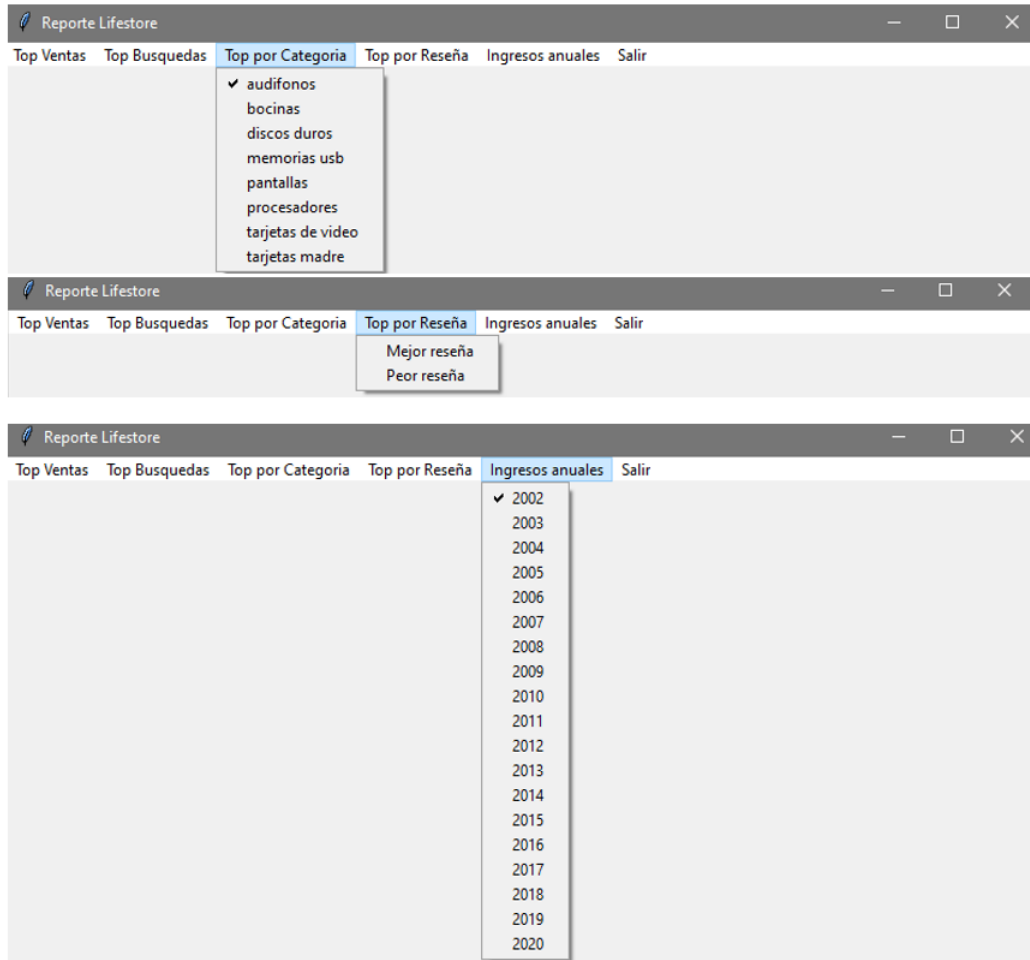 Reporte Lifestore
Top Ventas Top Busquedas Top por Categoria Top por Reseña Ingresos anuales Salir
audifonos
bocinas
discos duros
memorias usb
pantallas
procesadores
tarjetas de video
tarjetas madre
Reporte Lifestore
Top Ventas Top Busquedas Top por Categoria Top por Reseña Ingresos anuales Salir
Mejor reseña
Peor reseña
Reporte Lifestore
Top Ventas Top Busquedas Top por Categoria Top por Reseña Ingresos anuales Salir
2002
2003
2004
2005
2006
2007
2008
2009
2010
2011
2012
2013
2014
2015
2016
2017
2018
2019
2020